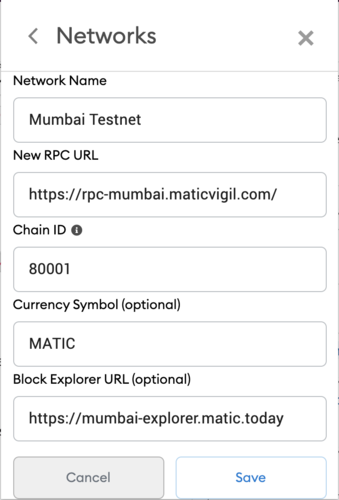 Networks
Network Name
Mumbai Testnet
New RPC URL
https://rpc-mumbai.maticvigil.com/
Chain ID
80001
Currency Symbol (optional)
MATIC
Block Explorer URL (optional)
https://mumbai-explorer.matic.today
Cancel Save